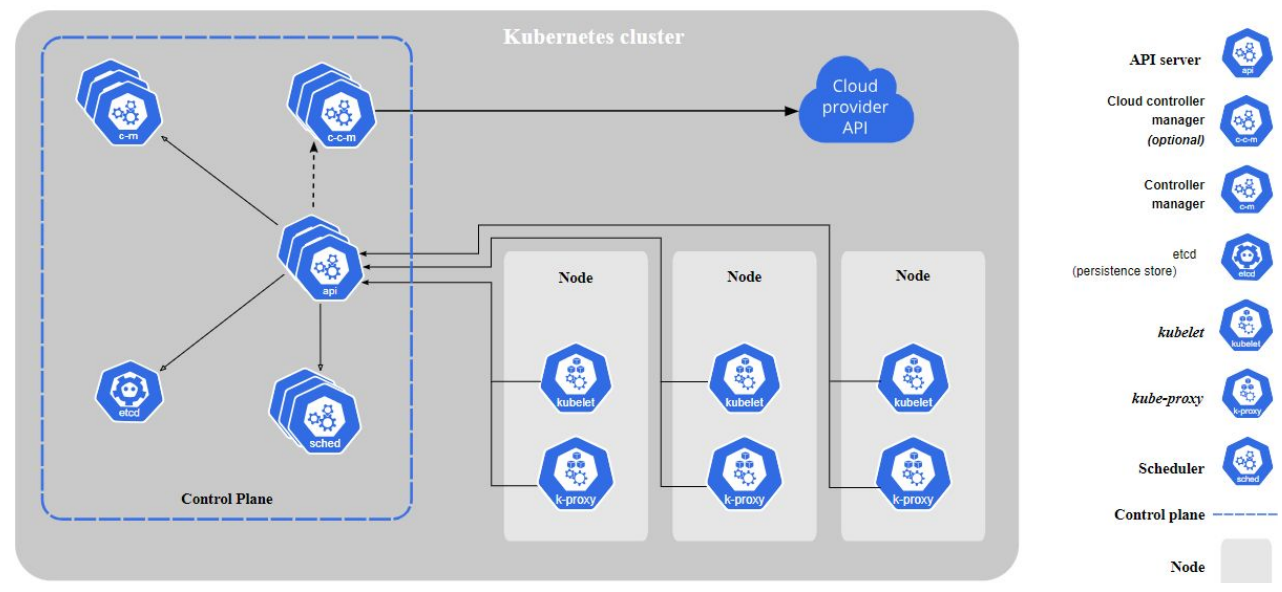 Kubernetes cluster
c-m
c-c-m
Cloud
provider
API
api
etcd
sched
Control Plane
Node
kubelet
k-proxy
Node
kubelet
k-proxy
Node
kubelet
k-proxy
API server
api
Cloud controller
manager
(optional)
c-c-m
Controller
manager
c-m
etcd
(persistence store)
etcd
kubelet
kubelet
kube-proxy
k-proxy
Scheduler
sched
Control plane
Node